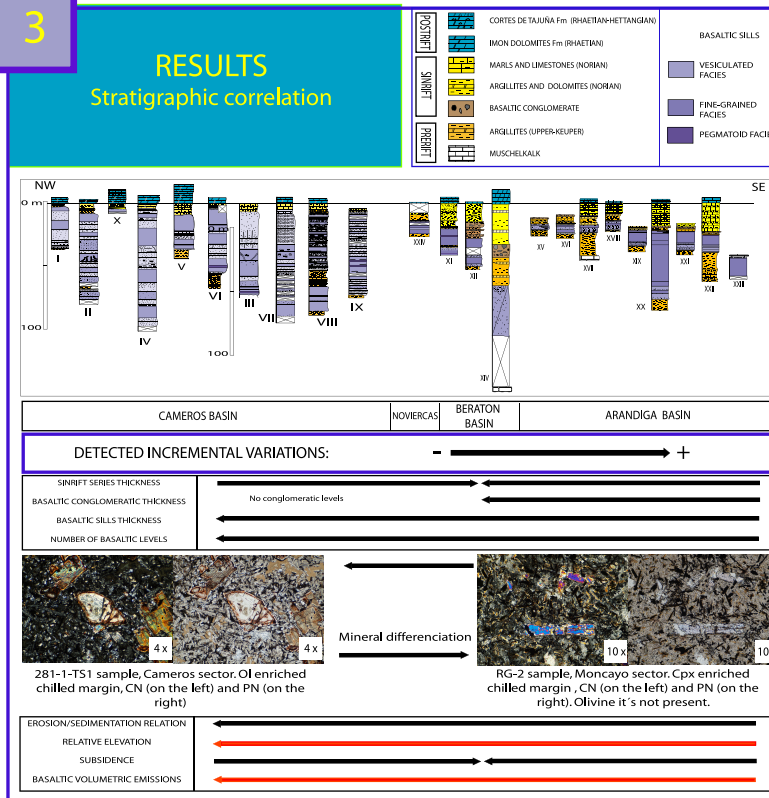 3
RESULTS
Stratigraphic correlation
POSTRIFT
SINRIFT
PRERIFT
CORTES DE TAJUÑA Fm (RHAETIAN-HETTANGIAN)
IMON DOLOMITES Fm (RHAETIAN)
MARLS AND LIMESTONES (NORIAN)
ARGILLITES AND DOLOMITES (NORIAN)
BASALTIC CONGLOMERATE
ARGILLITES (UPPER-KEUPER)
MUSCHELKALK
BASALTIC SILLS
VESICULATED
FACIES
FINE-GRAINED
FACIES
PEGMATOID FACIE
NW
SE
0 m
100
100
I
II
X
IV
V
VI
III
VII
VIII
IX
XXIV
XI
XII
XIV
XV
XVI
XVII
XVIII
XIX
XX
XXI
XXII
XXIII
CAMEROS BASIN
NOVIERCAS
BERATON
BASIN
ARANDIGA BASIN
DETECTED INCREMENTAL VARIATIONS:
- +
SINRIFT SERIES THICKNESS
BASALTIC CONGLOMERATIC THICKNESS
No conglomeratic levels
BASALTIC SILLS THICKNESS
NUMBER OF BASALTIC LEVELS
4 x
4 x
Mineral differenciation
10 x
10
281-1-TS1 sample, Cameros sector. Ol enriched
chilled margin, CN (on the left) and PN (on the
right)
RG-2 sample, Moncayo sector. Cpx enriched
chilled margin , CN (on the left) and PN (on the
right). Olivine it´s not present.
EROSION/SEDIMENTATION RELATION
RELATIVE ELEVATION
SUBSIDENCE
BASALTIC VOLUMETRIC EMISSIONS